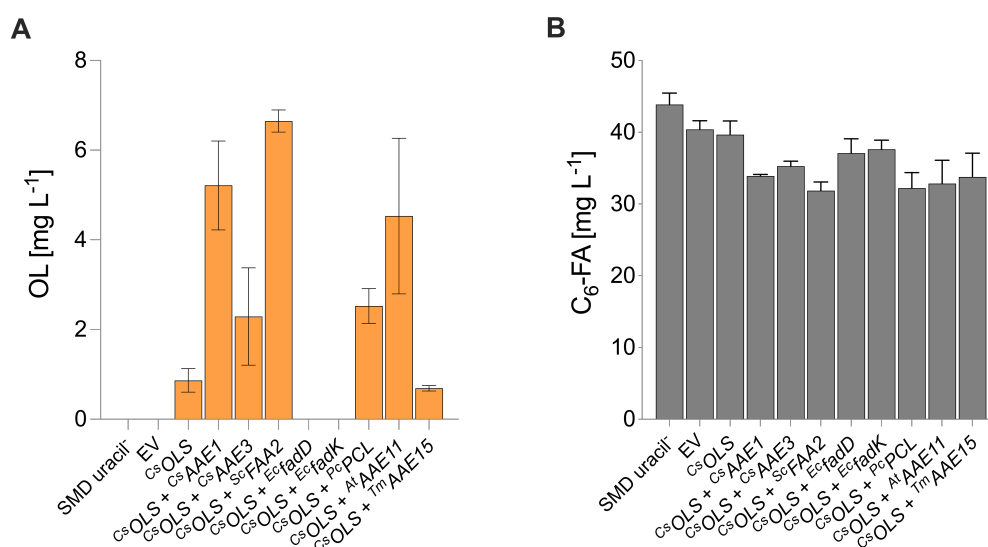 A
OL [mg L⁻¹]
8
6
4
2
0
SMD uracil⁻
EV
CsOLS
CsOLS + CsAAE1
CsOLS + CsAAE3
CsOLS + ScFAA2
CsOLS + EcfadD
CsOLS + EcfadK
CsOLS + PcPCL
CsOLS + AtAAE11
CsOLS + TmAAE15
B
C₆-FA [mg L⁻¹]
50
40
30
20
10
0
SMD uracil⁻
EV
CsOLS
CsOLS + CsAAE1
CsOLS + CsAAE3
CsOLS + ScFAA2
CsOLS + EcfadD
CsOLS + EcfadK
CsOLS + PcPCL
CsOLS + AtAAE11
CsOLS + TmAAE15